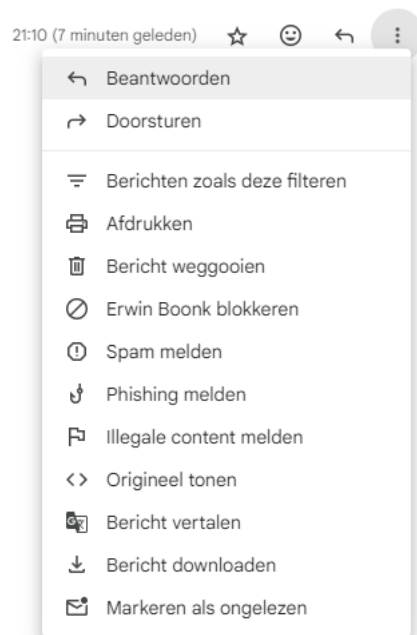 21:10 (7 minuten geleden)
Beantwoorden
Doorsturen
Berichten zoals deze filteren
Afdrukken
Bericht weggooien
Erwin Boonk blokkeren
Spam melden
Phishing melden
Illegale content melden
Origineel tonen
Bericht vertalen
Bericht downloaden
Markeren als ongelezen